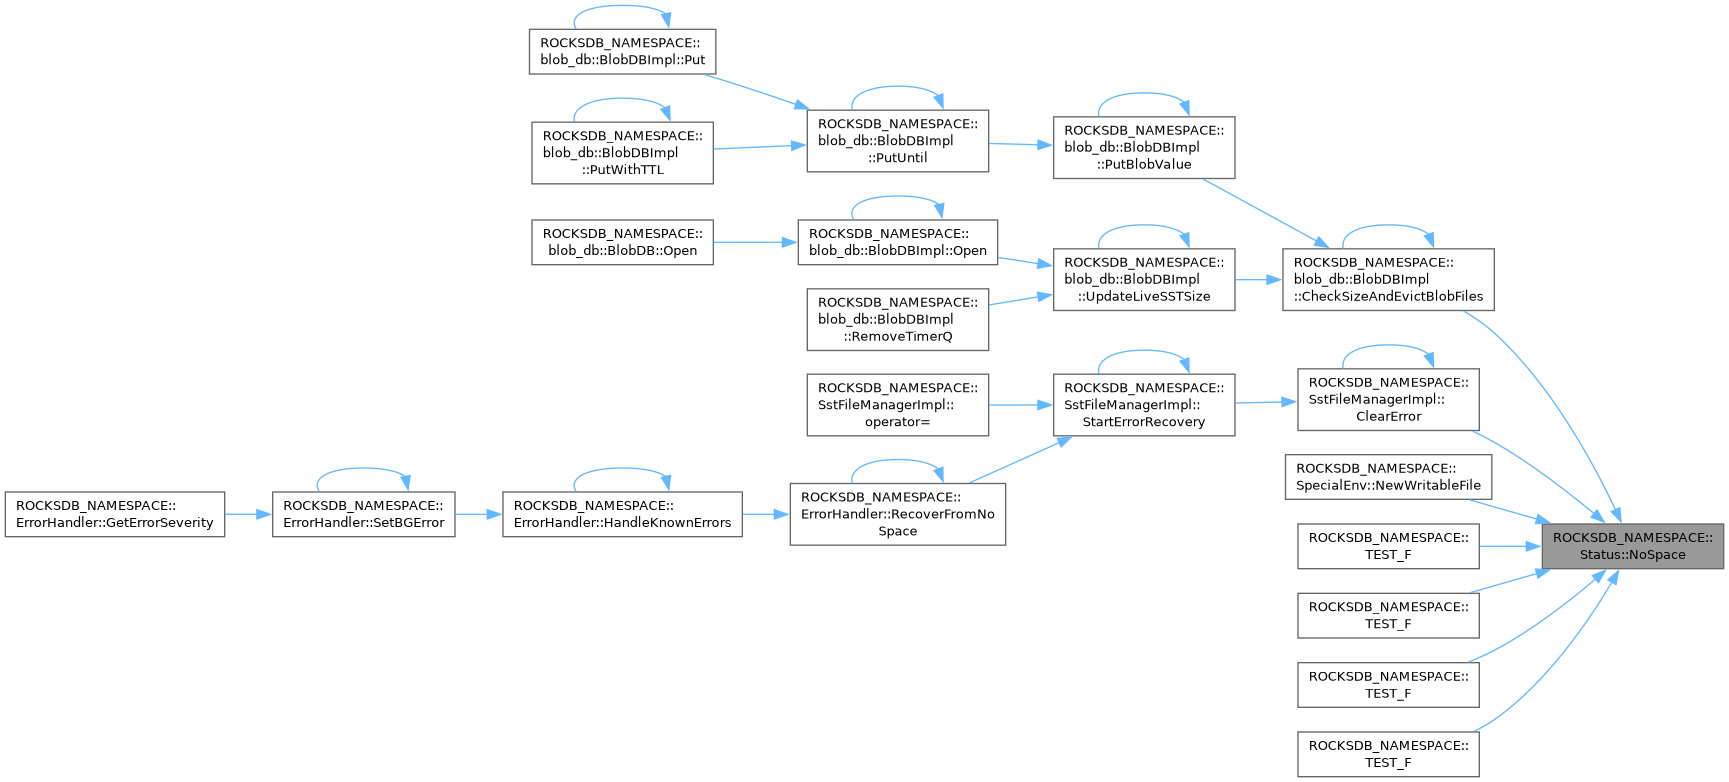 ROCKSDB_NAMESPACE::
blob_db::BlobDBImpl::Put
ROCKSDB_NAMESPACE::
blob_db::BlobDBImpl
::PutWithTTL
ROCKSDB_NAMESPACE::
blob_db::BlobDBImpl
::PutUntil
ROCKSDB_NAMESPACE::
blob_db::BlobDBImpl
::PutBlobValue
ROCKSDB_NAMESPACE::
blob_db::BlobDB::Open
ROCKSDB_NAMESPACE::
blob_db::BlobDBImpl::Open
ROCKSDB_NAMESPACE::
blob_db::BlobDBImpl
::UpdateLiveSSTSize
ROCKSDB_NAMESPACE::
blob_db::BlobDBImpl
::CheckSizeAndEvictBlobFiles
ROCKSDB_NAMESPACE::
blob_db::BlobDBImpl
::RemoveTimerQ
ROCKSDB_NAMESPACE::
SstFileManagerImpl::
operator=
ROCKSDB_NAMESPACE::
SstFileManagerImpl::
StartErrorRecovery
ROCKSDB_NAMESPACE::
SstFileManagerImpl::
ClearError
ROCKSDB_NAMESPACE::
ErrorHandler::GetErrorSeverity
ROCKSDB_NAMESPACE::
ErrorHandler::SetBGError
ROCKSDB_NAMESPACE::
ErrorHandler::HandleKnownErrors
ROCKSDB_NAMESPACE::
ErrorHandler::RecoverFromNo
Space
ROCKSDB_NAMESPACE::
SpecialEnv::NewWritableFile
ROCKSDB_NAMESPACE::
TEST_F
ROCKSDB_NAMESPACE::
Status::NoSpace
ROCKSDB_NAMESPACE::
TEST_F
ROCKSDB_NAMESPACE::
TEST_F
ROCKSDB_NAMESPACE::
TEST_F